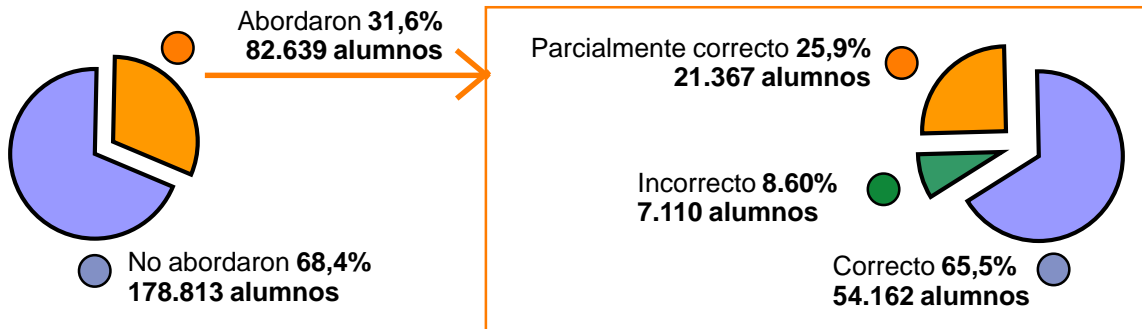 Abordaron 31,6%
82.639 alumnos
No abordaron 68,4%
178.813 alumnos
Parcialmente correcto 25,9%
21.367 alumnos
Incorrecto 8.60%
7.110 alumnos
Correcto 65,5%
54.162 alumnos